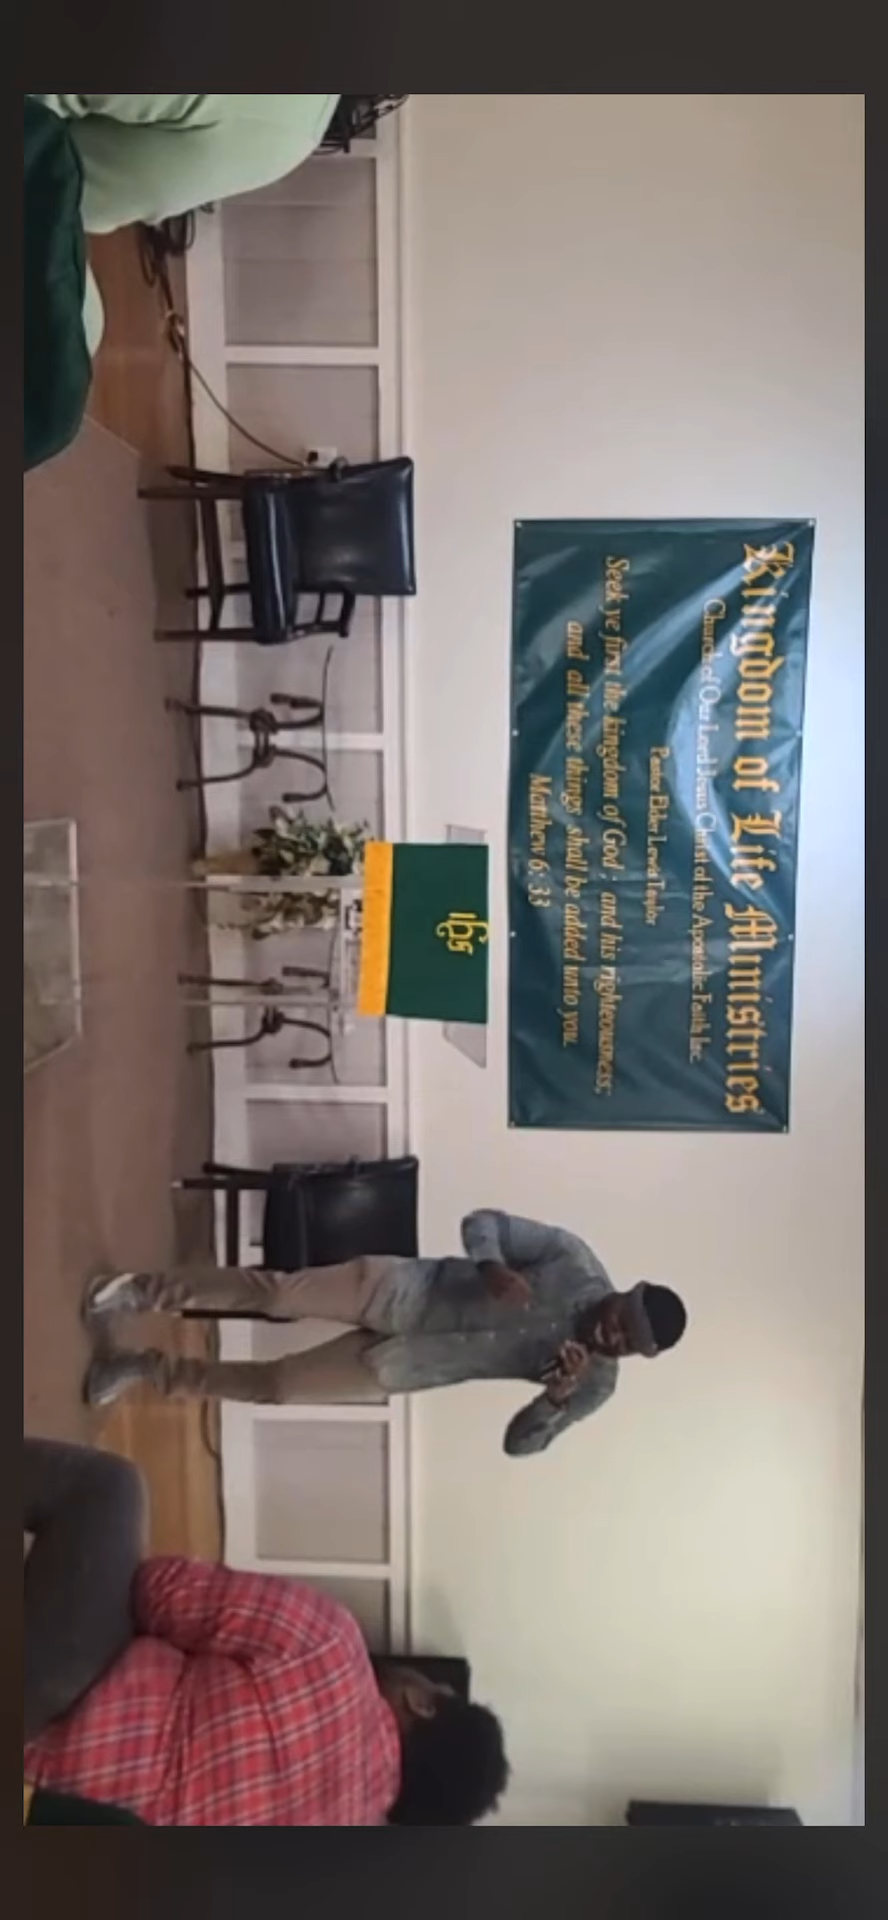 Kingdom of Life Ministries
Church of Our Lord Jesus Christ of the Apostolic Faith Inc.
Pastor Elder Lewis Taylor
Seek ye first the kingdom of God ; and his righteousness;
and all these things shall be added unto you.
Matthew 6: 33
ihs